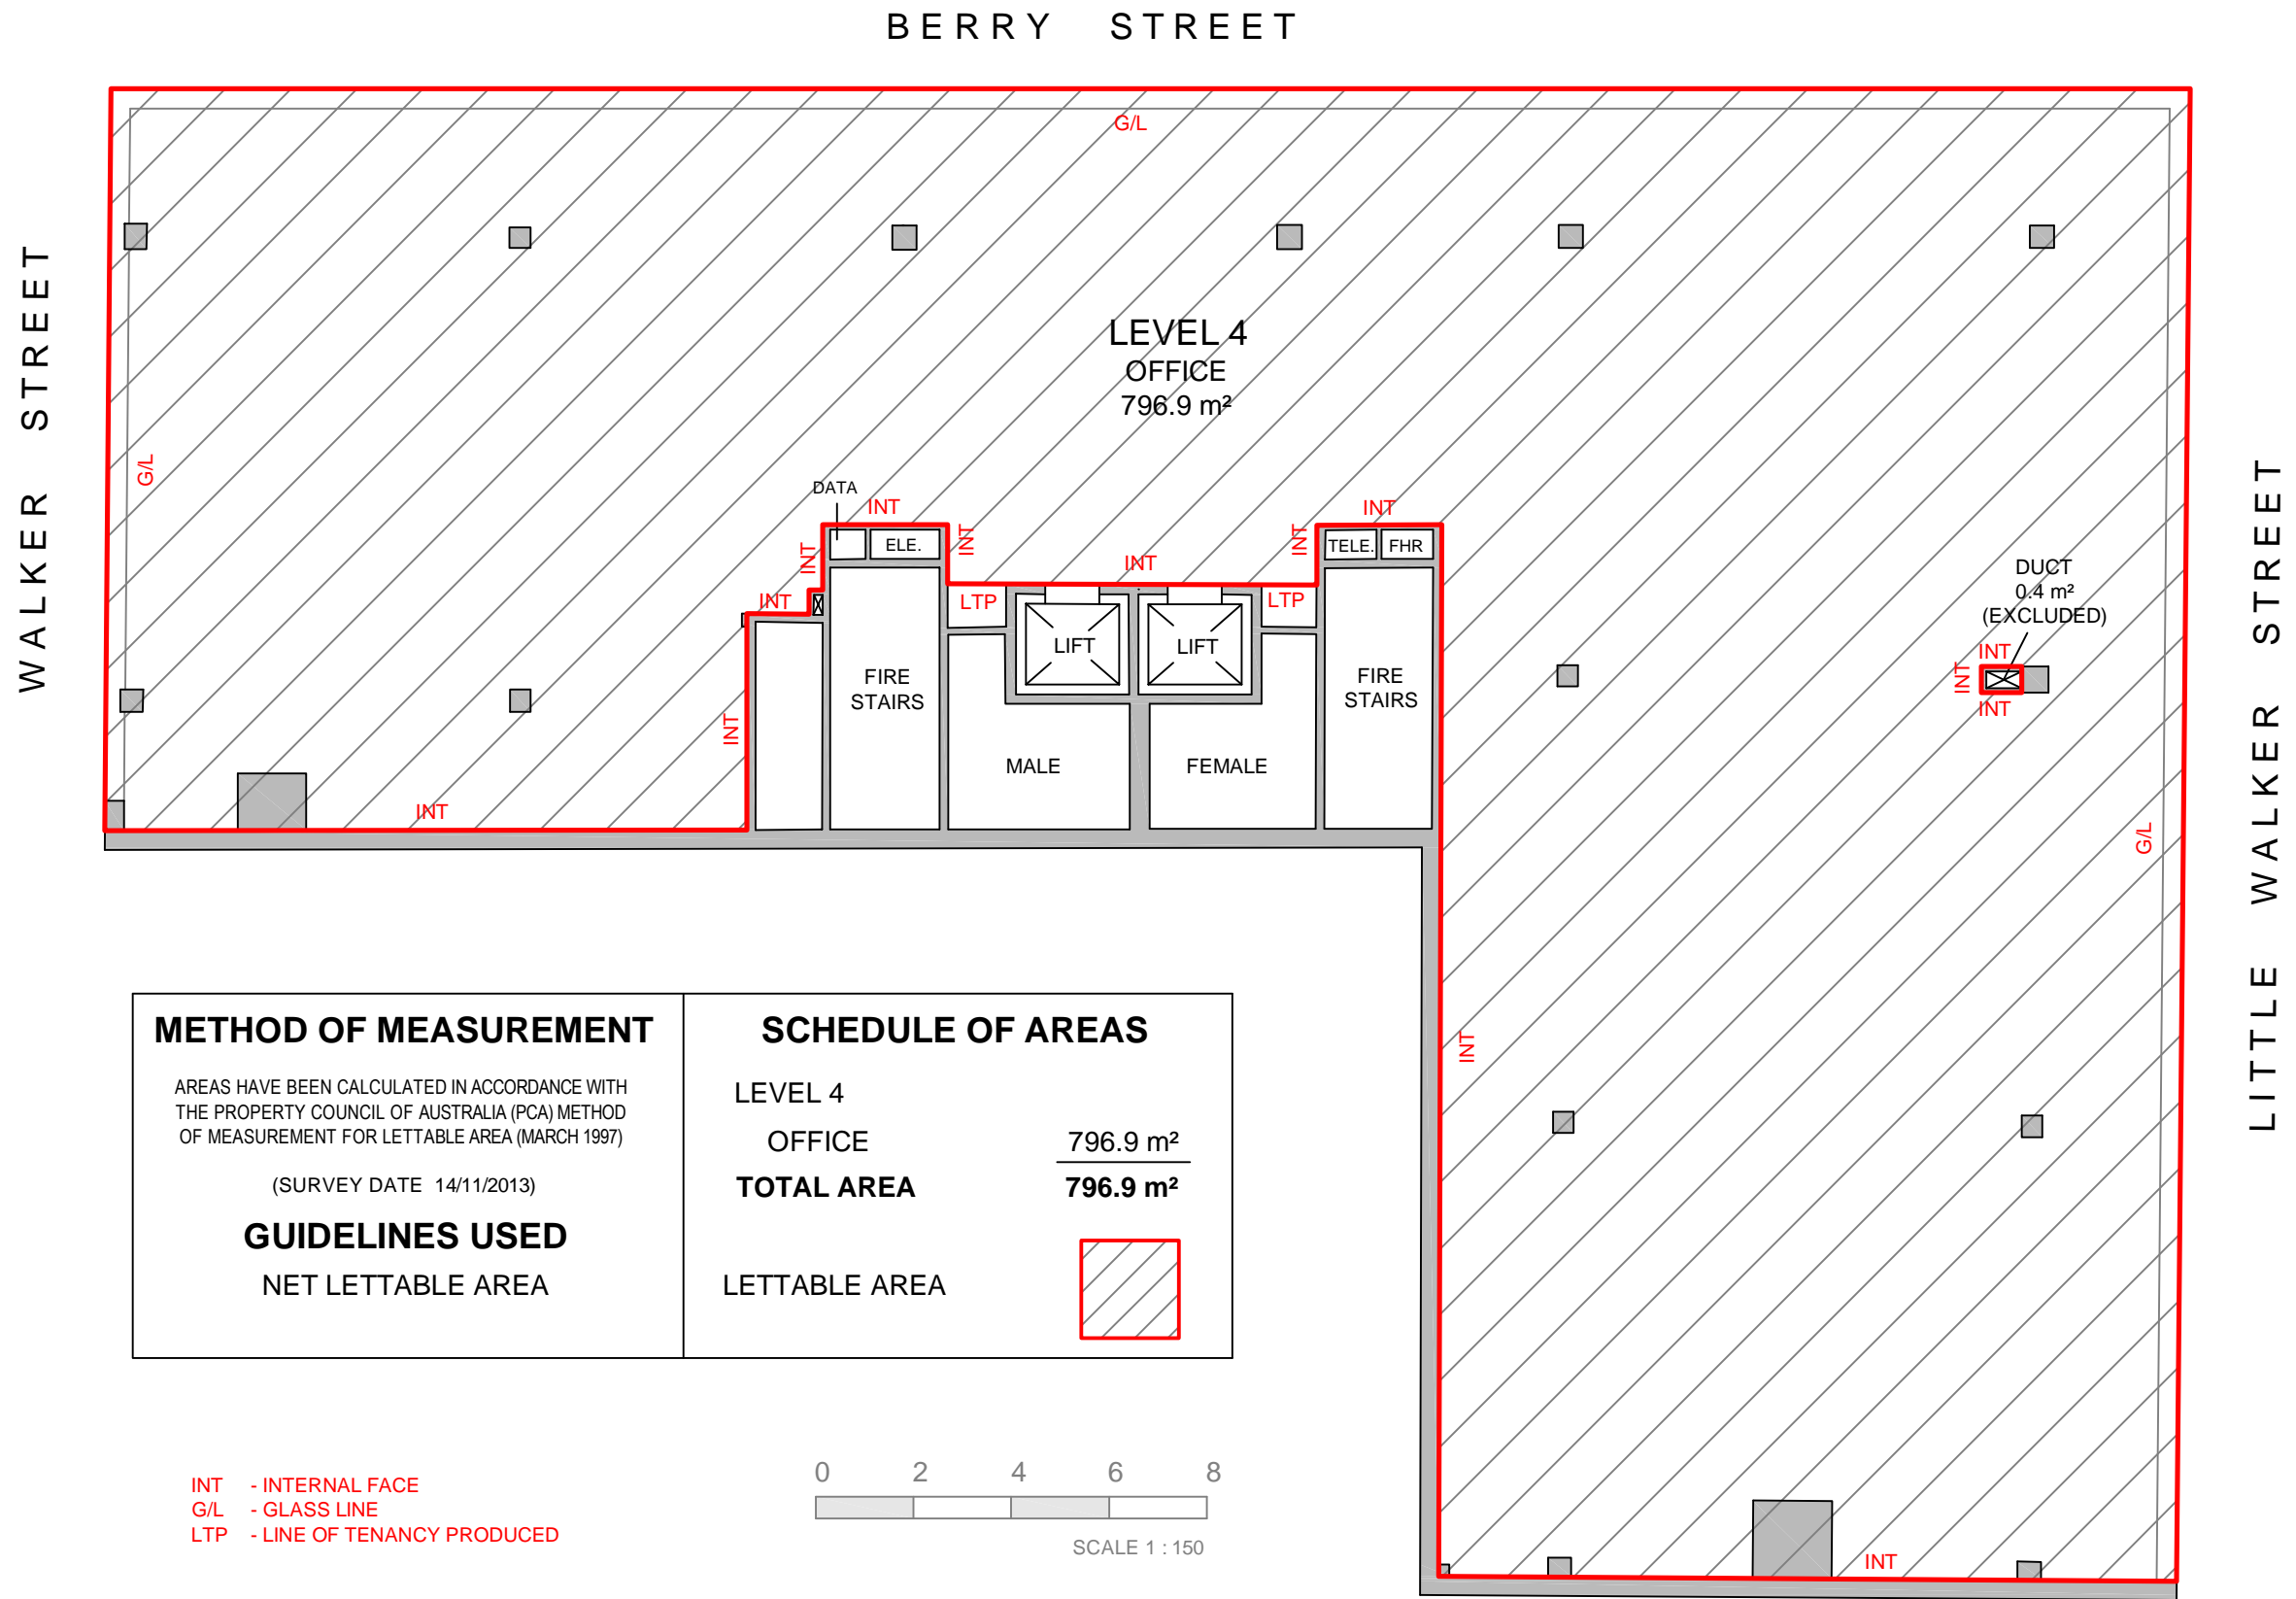 BERRY STREET
G/L
LEVEL 4
OFFICE
796.9 m²
WALKER STREET
G/L
DATA
INT
INT
INT
INT
INT
INT
INT
ELE.
TELE.
FHR
INT
LTP
LTP
LIFT
LIFT
FIRE
STAIRS
FIRE
STAIRS
INT
MALE
FEMALE
INT
DUCT
0.4 m²
(EXCLUDED)
INT
INT
INT
G/L
LITTLE WALKER STREET
INT
INT
METHOD OF MEASUREMENT
AREAS HAVE BEEN CALCULATED IN ACCORDANCE WITH
THE PROPERTY COUNCIL OF AUSTRALIA (PCA) METHOD
OF MEASUREMENT FOR LETTABLE AREA (MARCH 1997)
(SURVEY DATE 14/11/2013)
GUIDELINES USED
NET LETTABLE AREA
SCHEDULE OF AREAS
LEVEL 4
OFFICE 796.9 m²
TOTAL AREA 796.9 m²
LETTABLE AREA
INT - INTERNAL FACE
G/L - GLASS LINE
LTP - LINE OF TENANCY PRODUCED
0 2 4 6 8
SCALE 1 : 150